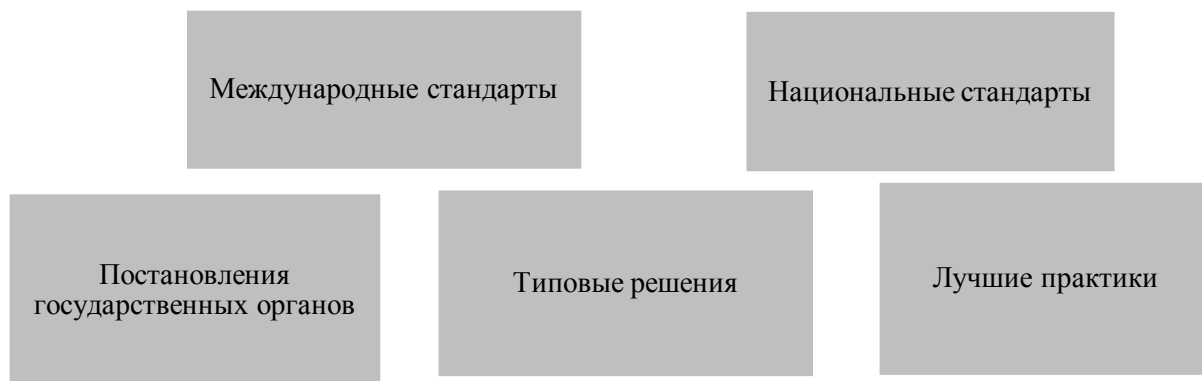 Международные стандарты
Национальные стандарты
Постановления
государственных органов
Типовые решения
Лучшие практики